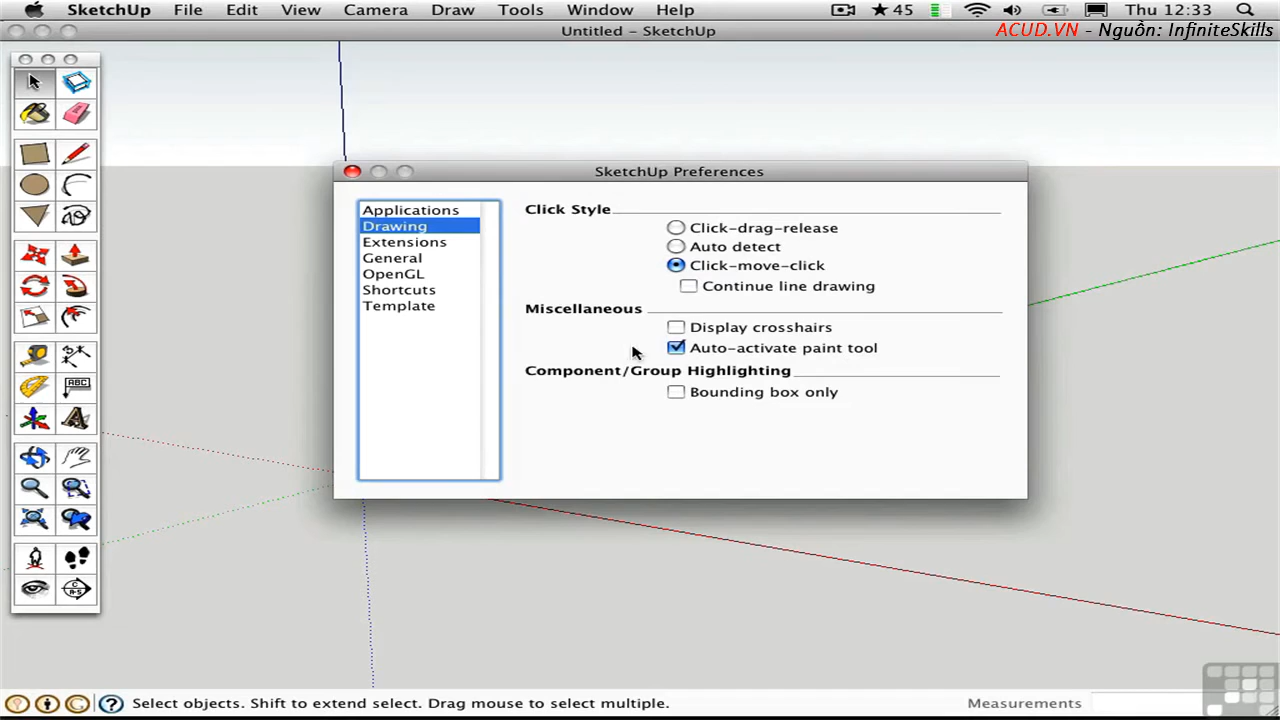 SketchUp File Edit View Camera Draw Tools Window Help 45 Thu 12:33
Untitled – SketchUp
ACUD.VN - Nguồn: InfiniteSkills
SketchUp Preferences
Applications
Drawing
Extensions
General
OpenGL
Shortcuts
Template
Click Style
Click-drag-release
Auto detect
Click-move-click
Continue line drawing
Miscellaneous
Display crosshairs
Auto-activate paint tool
Component/Group Highlighting
Bounding box only
ABC
A
Select objects. Shift to extend select. Drag mouse to select multiple.
Measurements